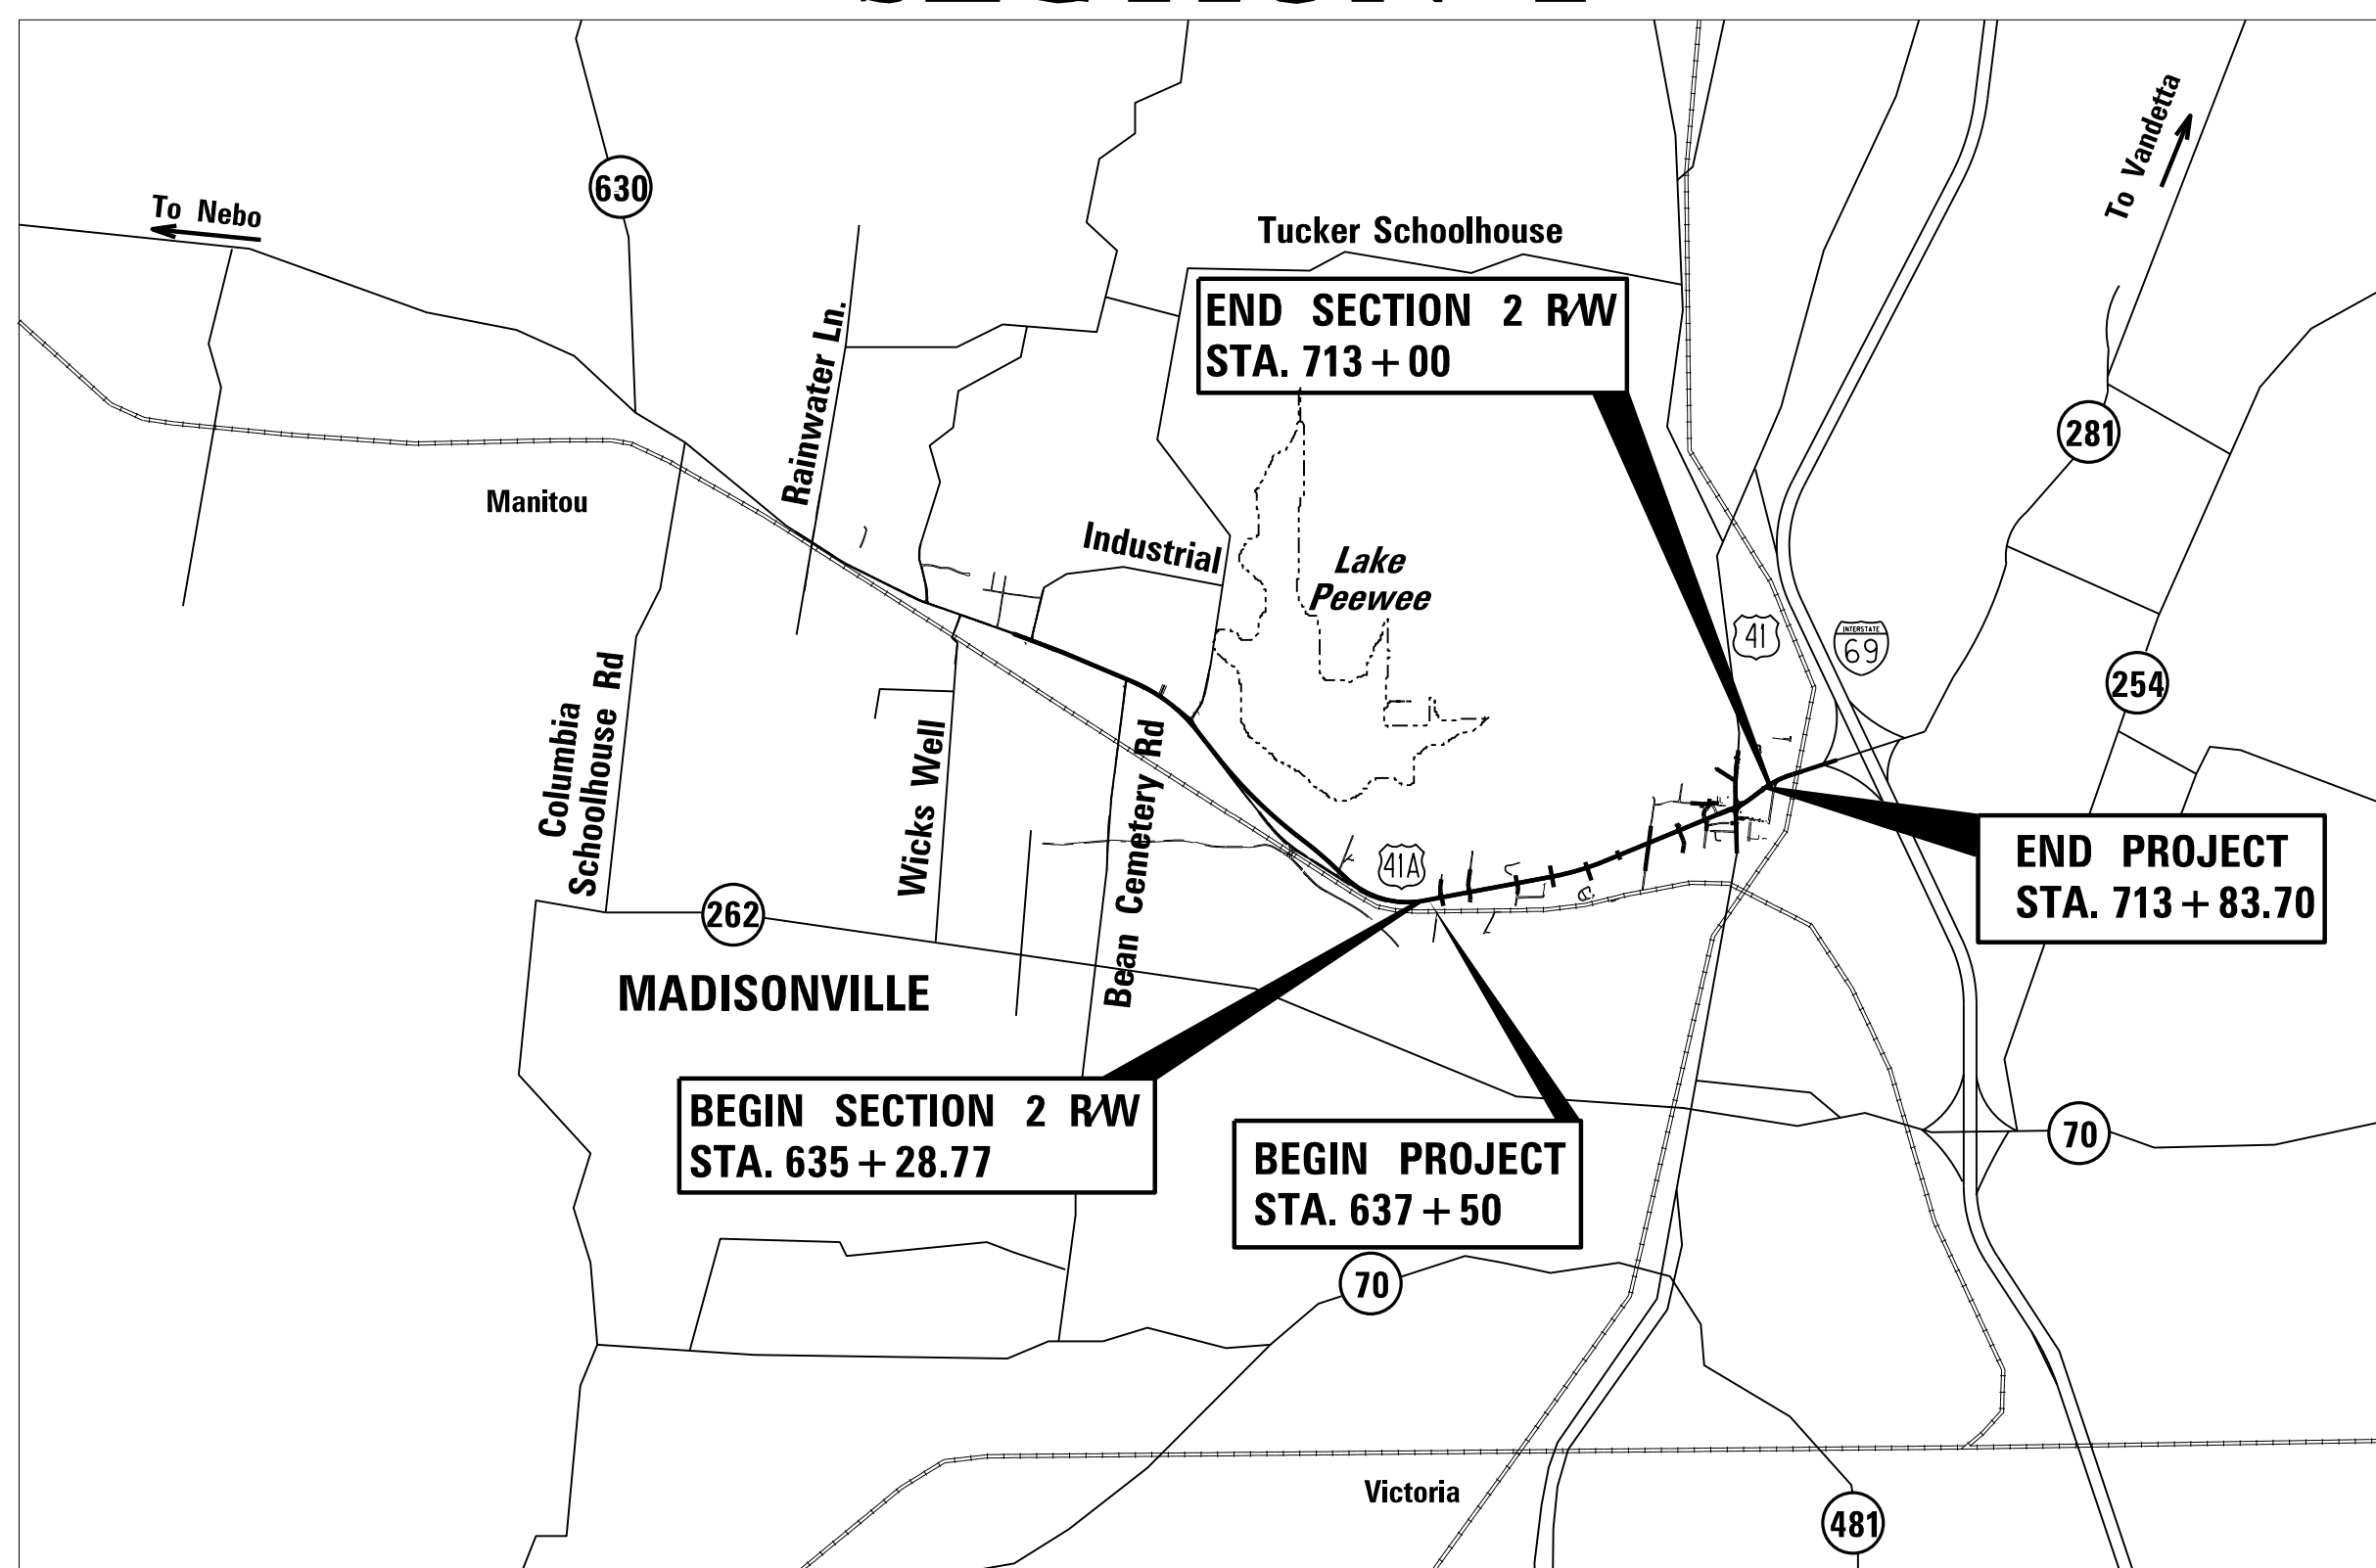 To Vandetta
630
To Nebo
Tucker Schoolhouse
END SECTION 2 R/W
STA. 713+00
Rainwater Ln.
281
Manitou
Industrial
Lake
Peewee
41
INTERSTATE
69
254
Columbia
Schoolhouse Rd
Wicks Well
Bean Cemetery Rd
41A
END PROJECT
STA. 713+83.70
262
MADISONVILLE
BEGIN SECTION 2 R/W
STA. 635+28.77
BEGIN PROJECT
STA. 637+50
70
70
Victoria
481